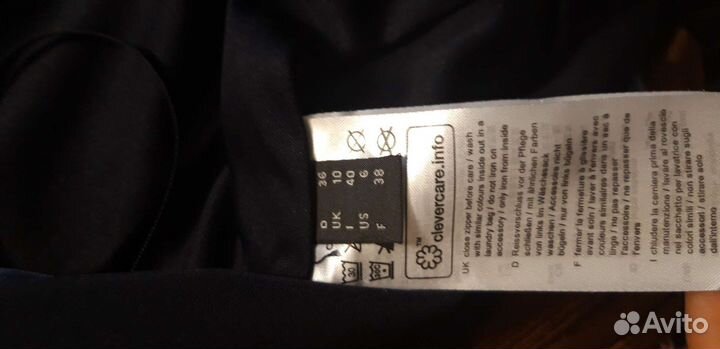 D 36
UK 10
I 40
US 6
F 38
30
clevercare.info
TM
UK close zipper before care / wash
with similar colours inside out in a
laundry bag / do not iron on
accessory / only iron from inside
D Reissverschluss vor der Pflege
schließen / mit ähnlichen Farben
von links im Wäschesack
waschen / Accessoires nicht
bügeln / nur von links bügeln
F fermer la fermeture à glissière
avant soin / laver à l'envers avec
couleurs similaires dans un sac à
linge / ne pas repasser
l'accessoire / ne repasser que de
l'envers
I chiudere la cerniera prima della
manutenzione / lavare al rovescio
nel sacchetto per lavatrice con
colori simili / non stirare sugli
accessori / stirare solo
dall'interno
Avito